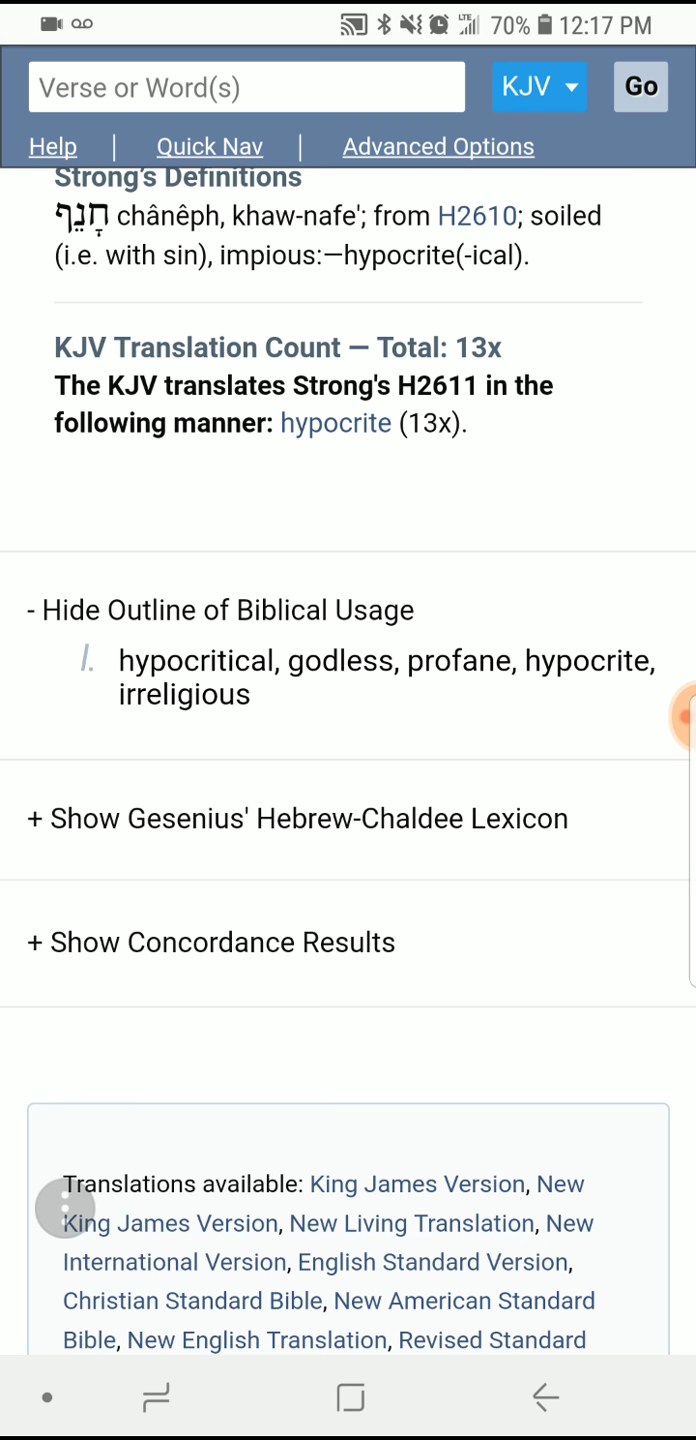 LTE 70% 12:17 PM
Verse or Word(s) KJV Go
Help | Quick Nav | Advanced Options
Strong's Definitions
חָנֵף chânêph, khaw-nafe'; from H2610; soiled
(i.e. with sin), impious:—hypocrite(-ical).
KJV Translation Count — Total: 13x
The KJV translates Strong's H2611 in the
following manner: hypocrite (13x).
- Hide Outline of Biblical Usage
I. hypocritical, godless, profane, hypocrite,
irreligious
+ Show Gesenius' Hebrew-Chaldee Lexicon
+ Show Concordance Results
Translations available: King James Version, New
King James Version, New Living Translation, New
International Version, English Standard Version,
Christian Standard Bible, New American Standard
Bible, New English Translation, Revised Standard